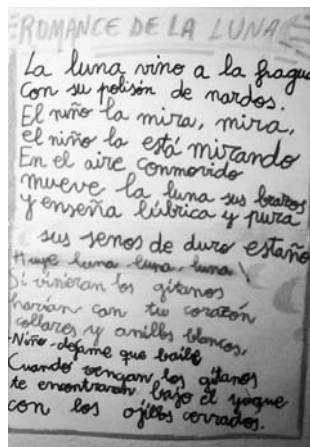 ROMANCE DE LA LUNA
La luna vino a la fragua
Con su polisón de nardos.
El niño la mira, mira,
el niño la está mirando
En el aire conmovido
mueve la luna sus brazos
y enseña lúbrica y pura
sus senos de duro estaño
Huye luna, luna, luna!
Si vinieran los gitanos
harían con tu corazón
collares y anillos blancos,
-Niño dejame que baile
Cuando vengan los gitanos
te encontraran bajo el yunque
con los ojillos cerrados.